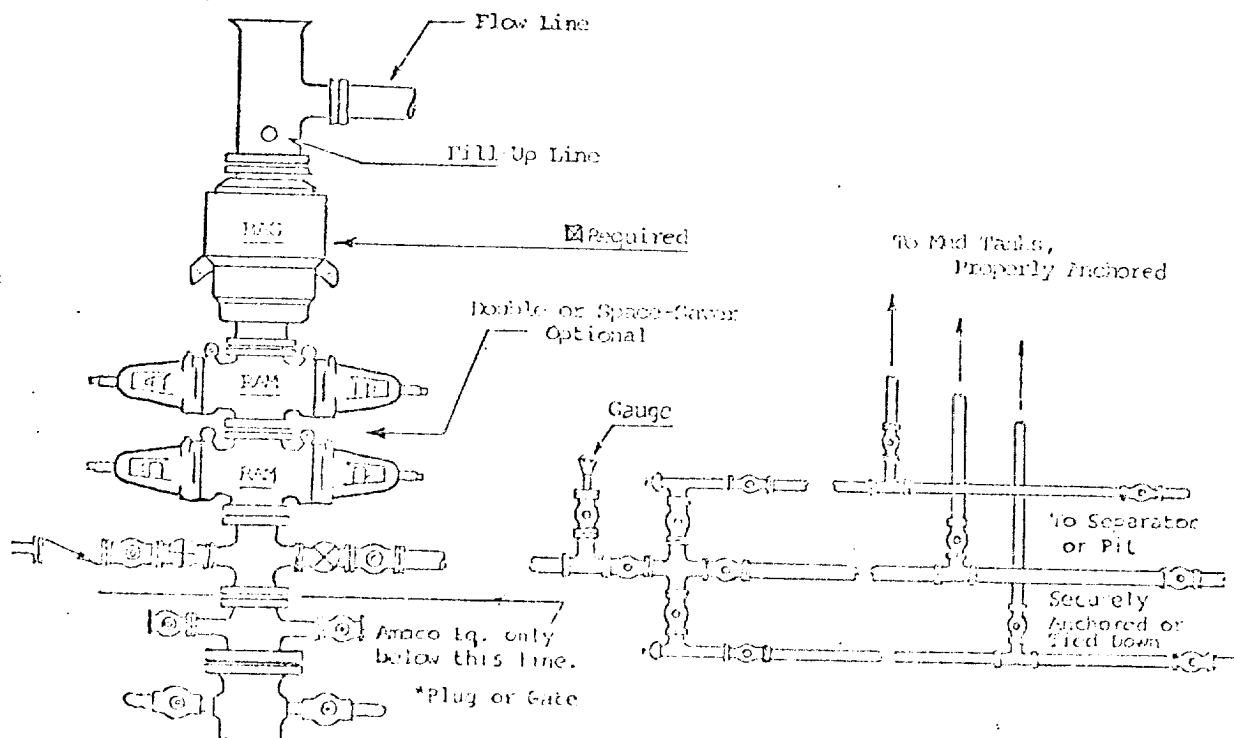 Flow Line
Fill Up Line
BAG
☒ Required
To Mud Tanks,
Properly Anchored
Double or Space-Saver
Optional
RAM
Gauge
RAM
To Separator
or Pit
Securely
Anchored or
Tied Down
Amoco Eq. only
below this line.
*Plug or Gate